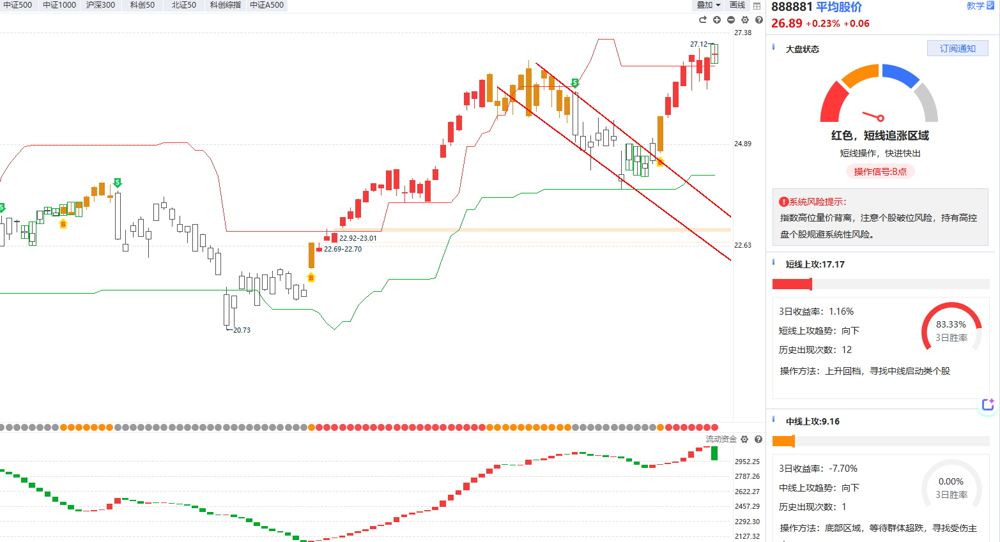 中证500 中证1000 沪深300 科创50 北证50 科创综指 中证A500 叠加 画线
27.38
27.12
S
24.89
B
S
S
B
22.92-23.01
22.69-22.70
22.63
B
20.73
流动资金
2952.25
2787.26
2622.27
2457.29
2292.30
2127.32
888881 平均股价 教学
26.89 +0.23% +0.06
大盘状态 订阅通知
红色，短线追涨区域
短线操作，快进快出
操作信号:B点
系统风险提示：
指数高位量价背离，注意个股破位风险，持有高控
盘个股规避系统性风险。
短线上攻:17.17
3日收益率：1.16%
短线上攻趋势：向下
历史出现次数：12
83.33%
3日胜率
操作方法：上升回档，寻找中线启动类个股
中线上攻:9.16
3日收益率：-7.70%
中线上攻趋势：向下
历史出现次数：1
0.00%
3日胜率
操作方法：底部区域，等待群体超跌，寻找受伤主